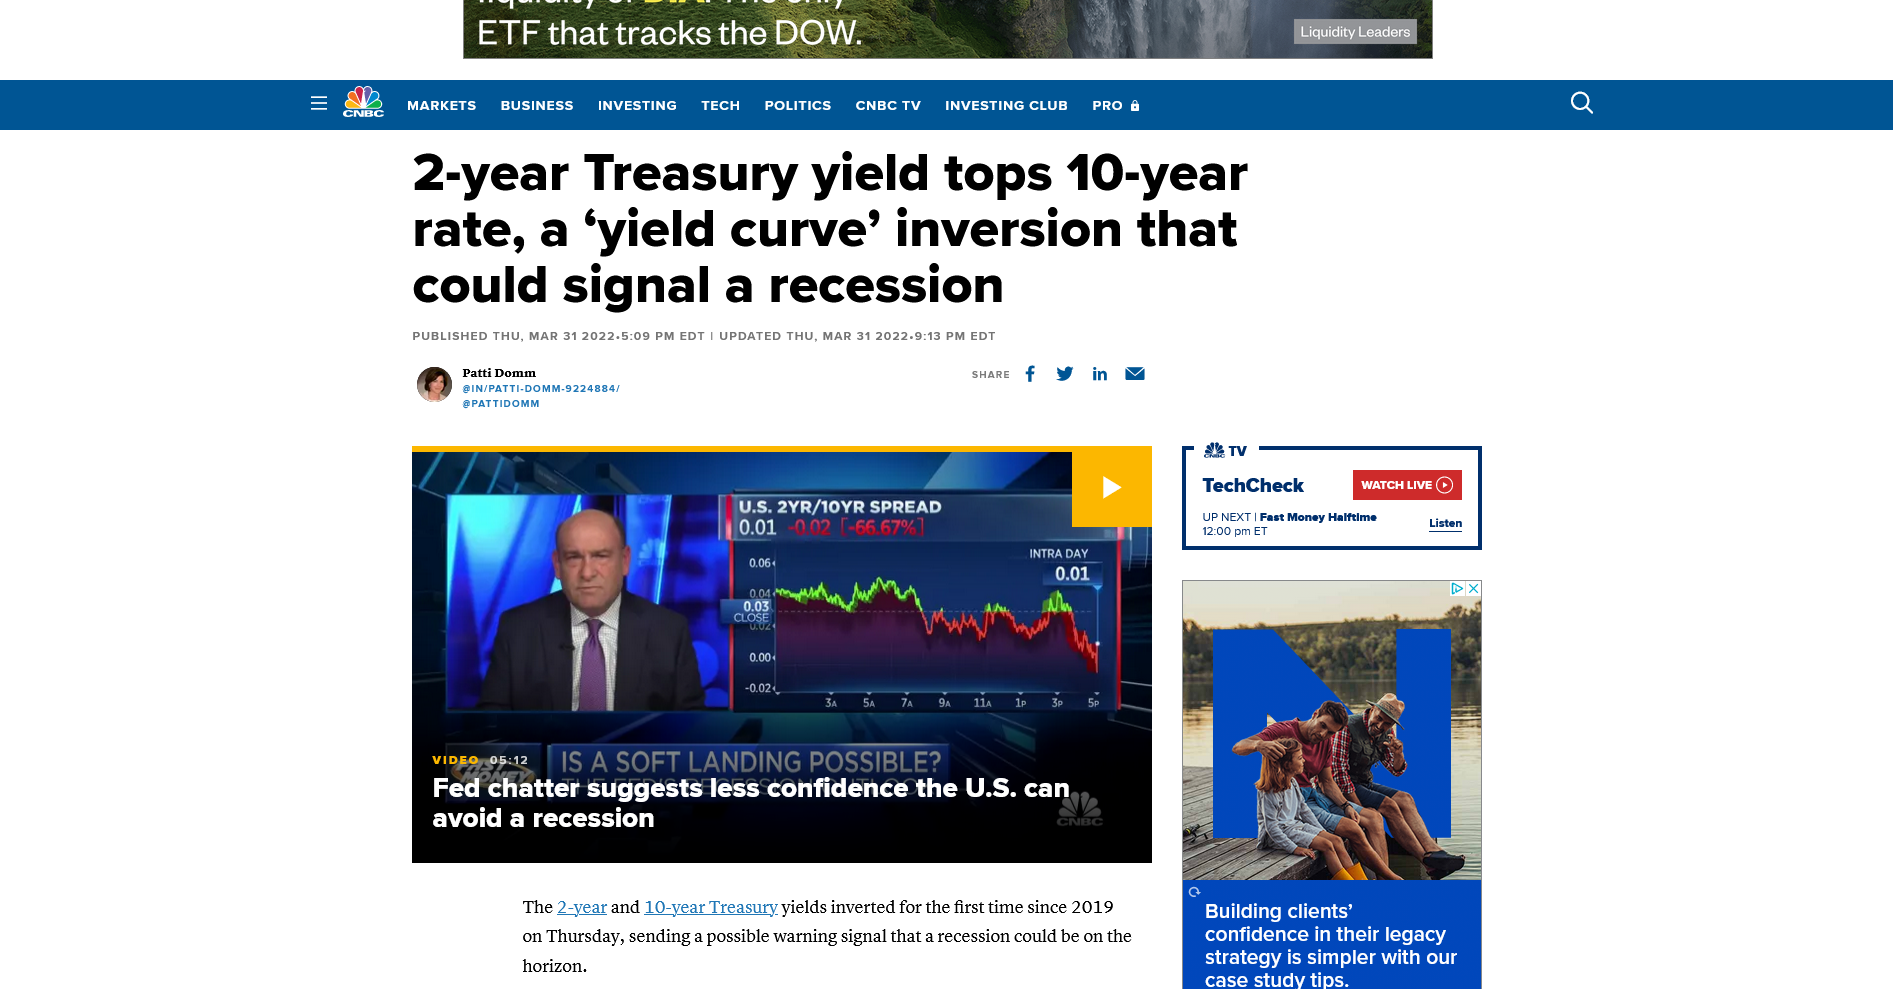 ETF that tracks the DOW.
Liquidity Leaders
CNBC
MARKETS BUSINESS INVESTING TECH POLITICS CNBC TV INVESTING CLUB PRO
2-year Treasury yield tops 10-year
rate, a ‘yield curve’ inversion that
could signal a recession
PUBLISHED THU, MAR 31 2022•5:09 PM EDT | UPDATED THU, MAR 31 2022•9:13 PM EDT
Patti Domm
@IN/PATTI-DOMM-9224884/
@PATTIDOMM
SHARE
U.S. 2YR/10YR SPREAD
0.01 -0.02 [-66.67%]
INTRA DAY
0.01
0.06
0.04
0.03
CLOSE
0.02
0.00
-0.02
3A 5A 7A 9A 11A 1P 3P 5P
IS A SOFT LANDING POSSIBLE?
VIDEO 05:12
Fed chatter suggests less confidence the U.S. can
avoid a recession
CNBC
CNBC TV
TechCheck
WATCH LIVE
UP NEXT | Fast Money Halftime
12:00 pm ET
Listen
The 2-year and 10-year Treasury yields inverted for the first time since 2019
on Thursday, sending a possible warning signal that a recession could be on the
horizon.
Building clients’
confidence in their legacy
strategy is simpler with our
case study tips.